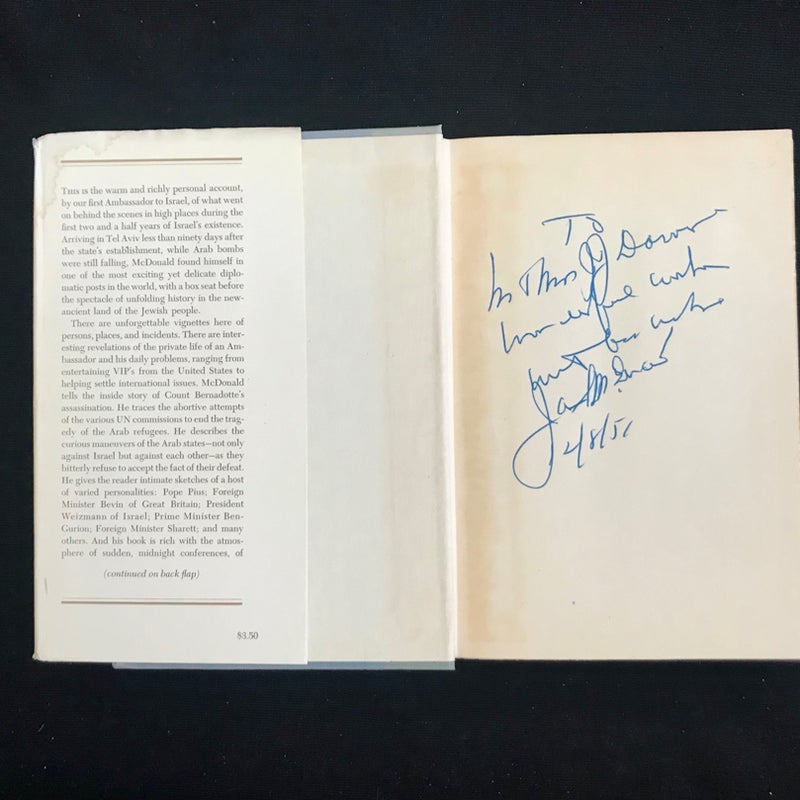 THIS is the warm and richly personal account,
by our first Ambassador to Israel, of what went
on behind the scenes in high places during the
first two and a half years of Israel's existence.
Arriving in Tel Aviv less than ninety days after
the state's establishment, while Arab bombs
were still falling, McDonald found himself in
one of the most exciting yet delicate diplo-
matic posts in the world, with a box seat before
the spectacle of unfolding history in the new-
ancient land of the Jewish people.
There are unforgettable vignettes here of
persons, places, and incidents. There are inter-
esting revelations of the private life of an Am-
bassador and his daily problems, ranging from
entertaining VIP's from the United States to
helping settle international issues. McDonald
tells the inside story of Count Bernadotte's
assassination. He traces the abortive attempts
of the various UN commissions to end the trag-
edy of the Arab refugees. He describes the
curious maneuvers of the Arab states—not only
against Israel but against each other—as they
bitterly refuse to accept the fact of their defeat.
He gives the reader intimate sketches of a host
of varied personalities: Pope Pius; Foreign
Minister Bevin of Great Britain; President
Weizmann of Israel; Prime Minister Ben-
Gurion; Foreign Minister Sharett; and many
others. And his book is rich with the atmos-
phere of sudden, midnight conferences, of
(continued on back flap)
$3.50
To